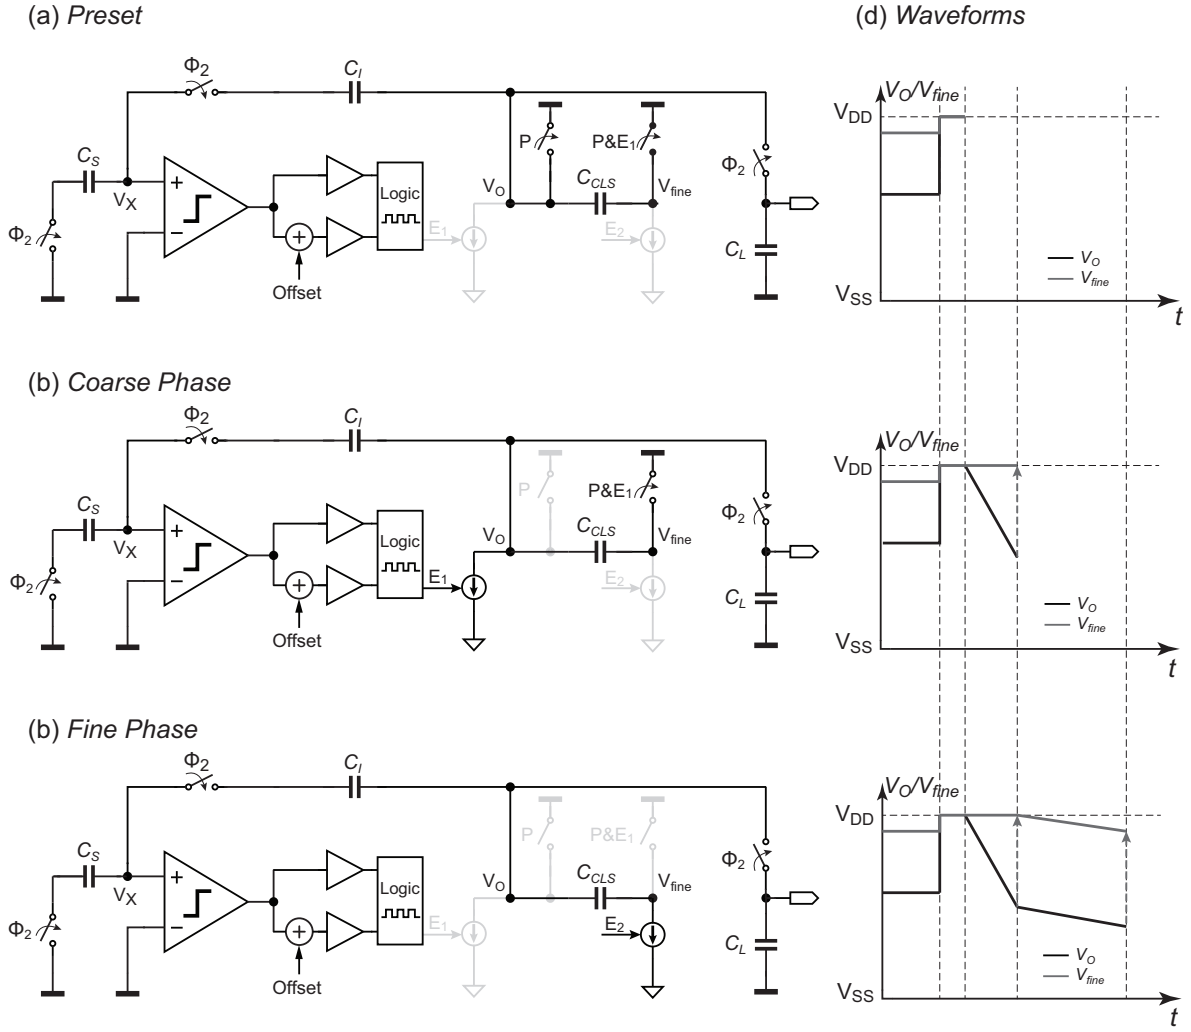 (a) Preset
(d) Waveforms
Φ2
CI
VO/Vfine
VDD
P
P&E1
CS
Logic
Φ2
VO
CCLS
Vfine
VX
+
−
Φ2
E1
E2
CL
VO
Vfine
+
Offset
VSS
t
(b) Coarse Phase
Φ2
CI
VO/Vfine
VDD
P
P&E1
CS
Logic
Φ2
VO
CCLS
Vfine
VX
+
−
Φ2
E1
E2
CL
VO
Vfine
+
Offset
VSS
t
(b) Fine Phase
Φ2
CI
VO/Vfine
VDD
P
P&E1
CS
Logic
Φ2
VO
CCLS
Vfine
VX
+
−
Φ2
E1
E2
CL
VO
Vfine
+
Offset
VSS
t